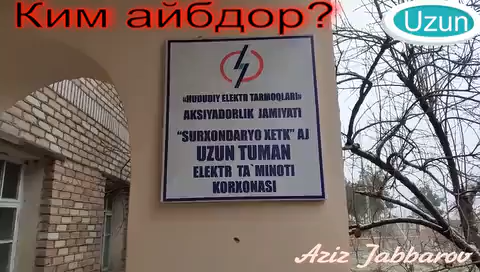 Ким айбдор?
Uzun
«HUDUDIY ELEKTR TARMOQLARI»
AKSIYADORLIK JAMIYATI
“SURXONDARYO XETK” AJ
UZUN TUMAN
ELEKTR TA`MINOTI
KORXONASI
Aziz Jabbarov